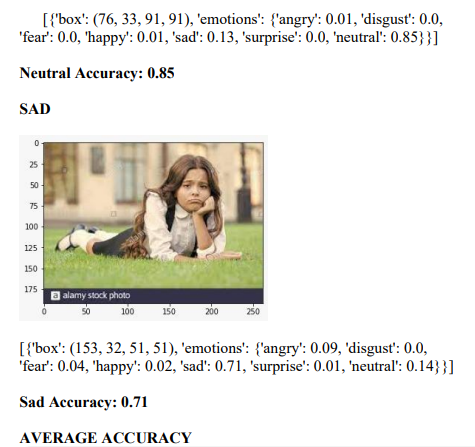 [{'box': (76, 33, 91, 91), 'emotions': {'angry': 0.01, 'disgust': 0.0,
'fear': 0.0, 'happy': 0.01, 'sad': 0.13, 'surprise': 0.0, 'neutral': 0.85}}]
Neutral Accuracy: 0.85
SAD
0
25
50
75
100
125
150
175
a alamy stock photo
0 50 100 150 200 250
[{'box': (153, 32, 51, 51), 'emotions': {'angry': 0.09, 'disgust': 0.0,
'fear': 0.04, 'happy': 0.02, 'sad': 0.71, 'surprise': 0.01, 'neutral': 0.14}}]
Sad Accuracy: 0.71
AVERAGE ACCURACY